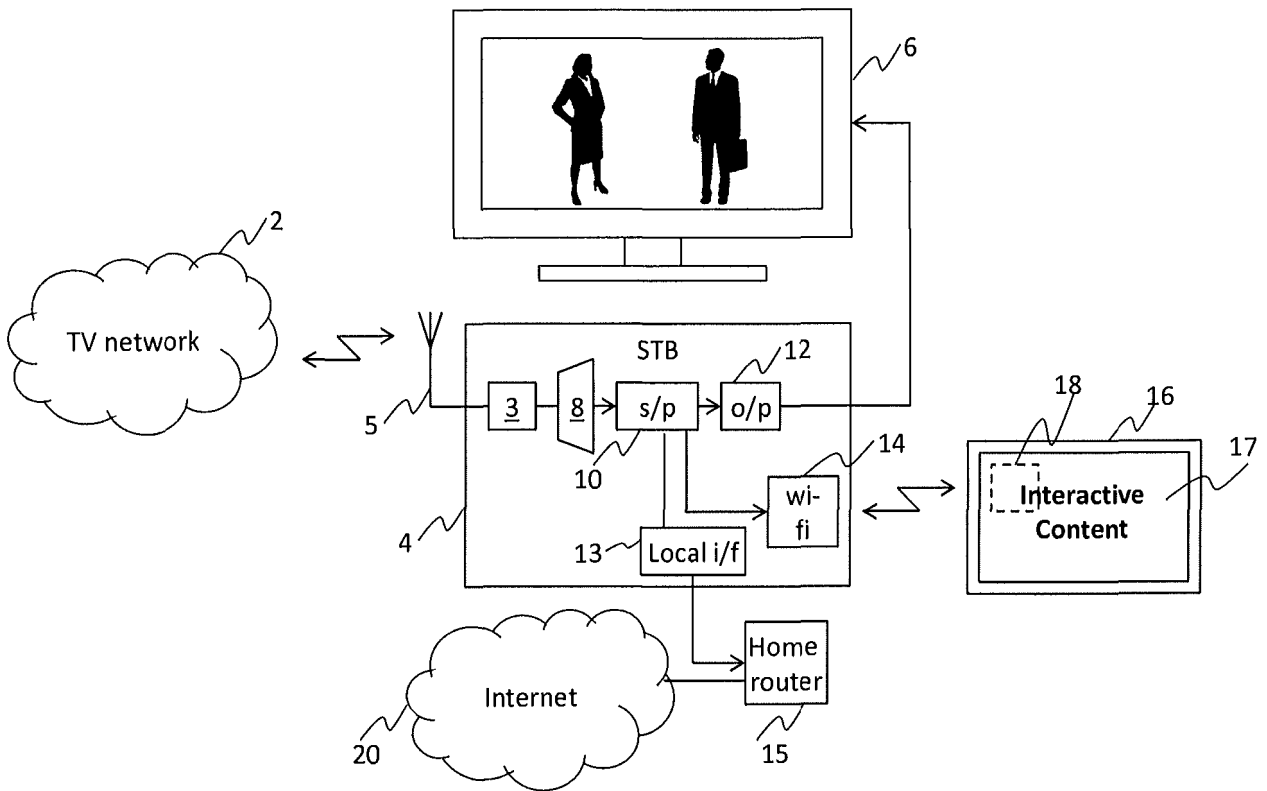 6
2
TV network
STB
12
3
8
s/p
o/p
5
10
14
wi-
fi
4
13
Local i/f
18
16
17
Interactive
Content
Internet
Home
router
20
15